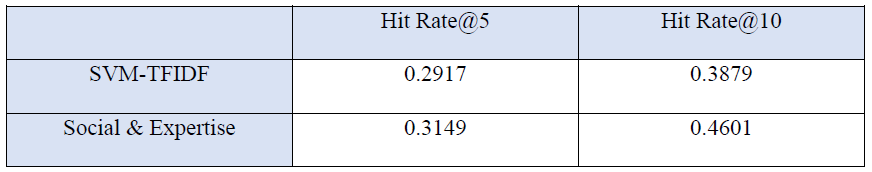 Hit Rate@5 Hit Rate@10
SVM-TFIDF 0.2917 0.3879
Social & Expertise 0.3149 0.4601